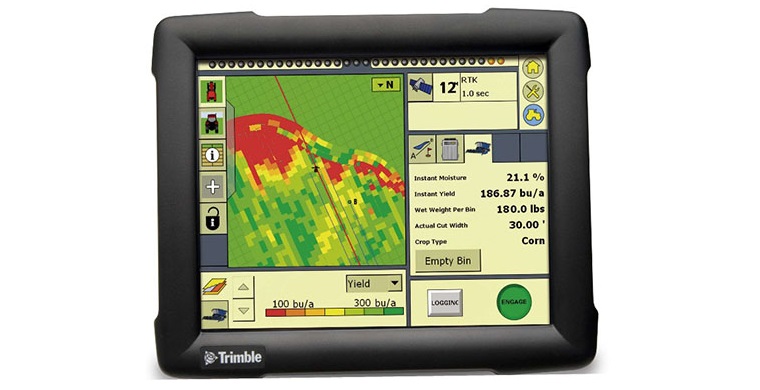 N
12
RTK
1.0 sec
A
Instant Moisture 21.1 %
Instant Yield 186.87 bu/a
Wet Weight Per Bin 180.0 lbs
Actual Cut Width 30.00 '
Crop Type Corn
Empty Bin
Yield
100 bu/a 300 bu/a
LOGGING
ENGAGE
Trimble